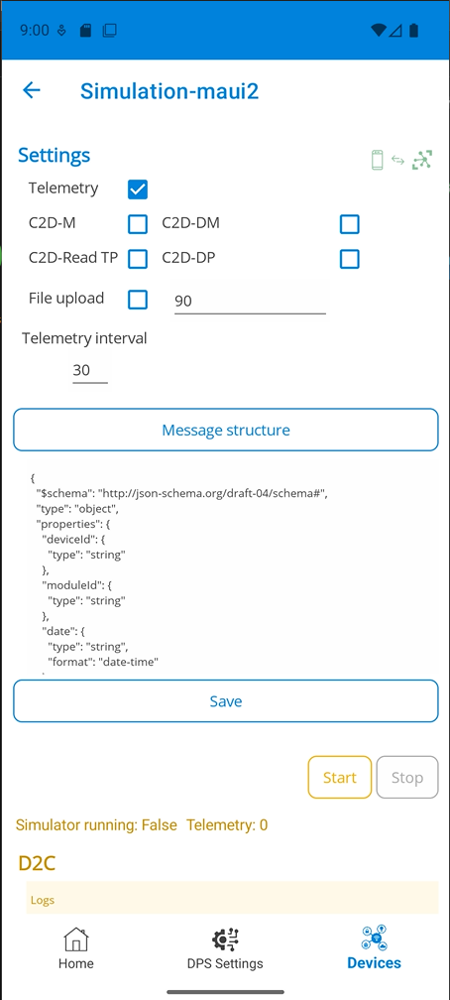 9:00
Simulation-maui2
Settings
Telemetry
C2D-M C2D-DM
C2D-Read TP C2D-DP
File upload 90
Telemetry interval
30
Message structure
{
"$schema": "http://json-schema.org/draft-04/schema#",
"type": "object",
"properties": {
"deviceId": {
"type": "string"
},
"moduleId": {
"type": "string"
},
"date": {
"type": "string",
"format": "date-time"
Save
Start Stop
Simulator running: False Telemetry: 0
D2C
Logs
Home DPS Settings Devices